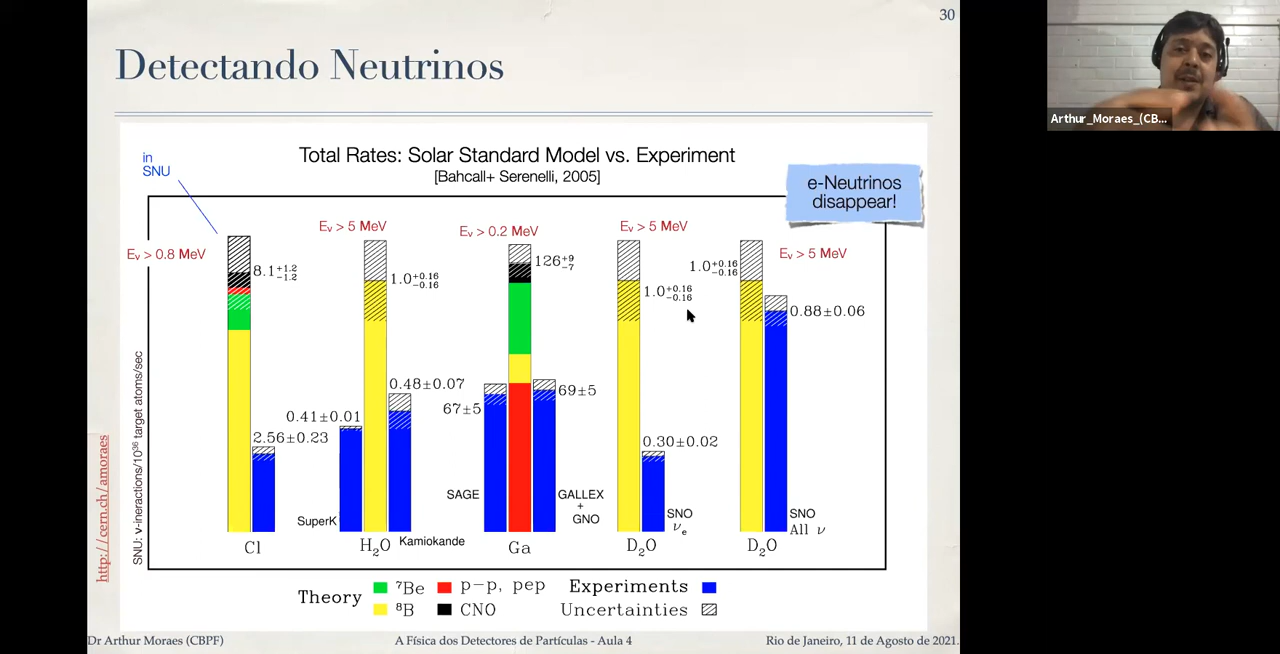 30
Detectando Neutrinos
in
SNU
Total Rates: Solar Standard Model vs. Experiment
[Bahcall+ Serenelli, 2005]
e-Neutrinos
disappear!
Eν > 0.8 MeV
Eν > 5 MeV
Eν > 0.2 MeV
Eν > 5 MeV
Eν > 5 MeV
8.1+1.2−1.2
1.0+0.16−0.16
126+9−7
1.0+0.16−0.16
1.0+0.16−0.16
0.88±0.06
0.48±0.07
0.41±0.01
2.56±0.23
67±5
69±5
0.30±0.02
SNU: ν-ineractions/10³⁶ target atoms/sec
http://cern.ch/amoraes
SuperK
Kamiokande
SAGE
GALLEX
+
GNO
SNO
νe
SNO
All ν
Cl
H₂O
Ga
D₂O
D₂O
Theory
⁷Be
p−p, pep
⁸B
CNO
Experiments
Uncertainties
Dr Arthur Moraes (CBPF)
A Física dos Detectores de Partículas - Aula 4
Rio de Janeiro, 11 de Agosto de 2021.
Arthur_Moraes_(CB...